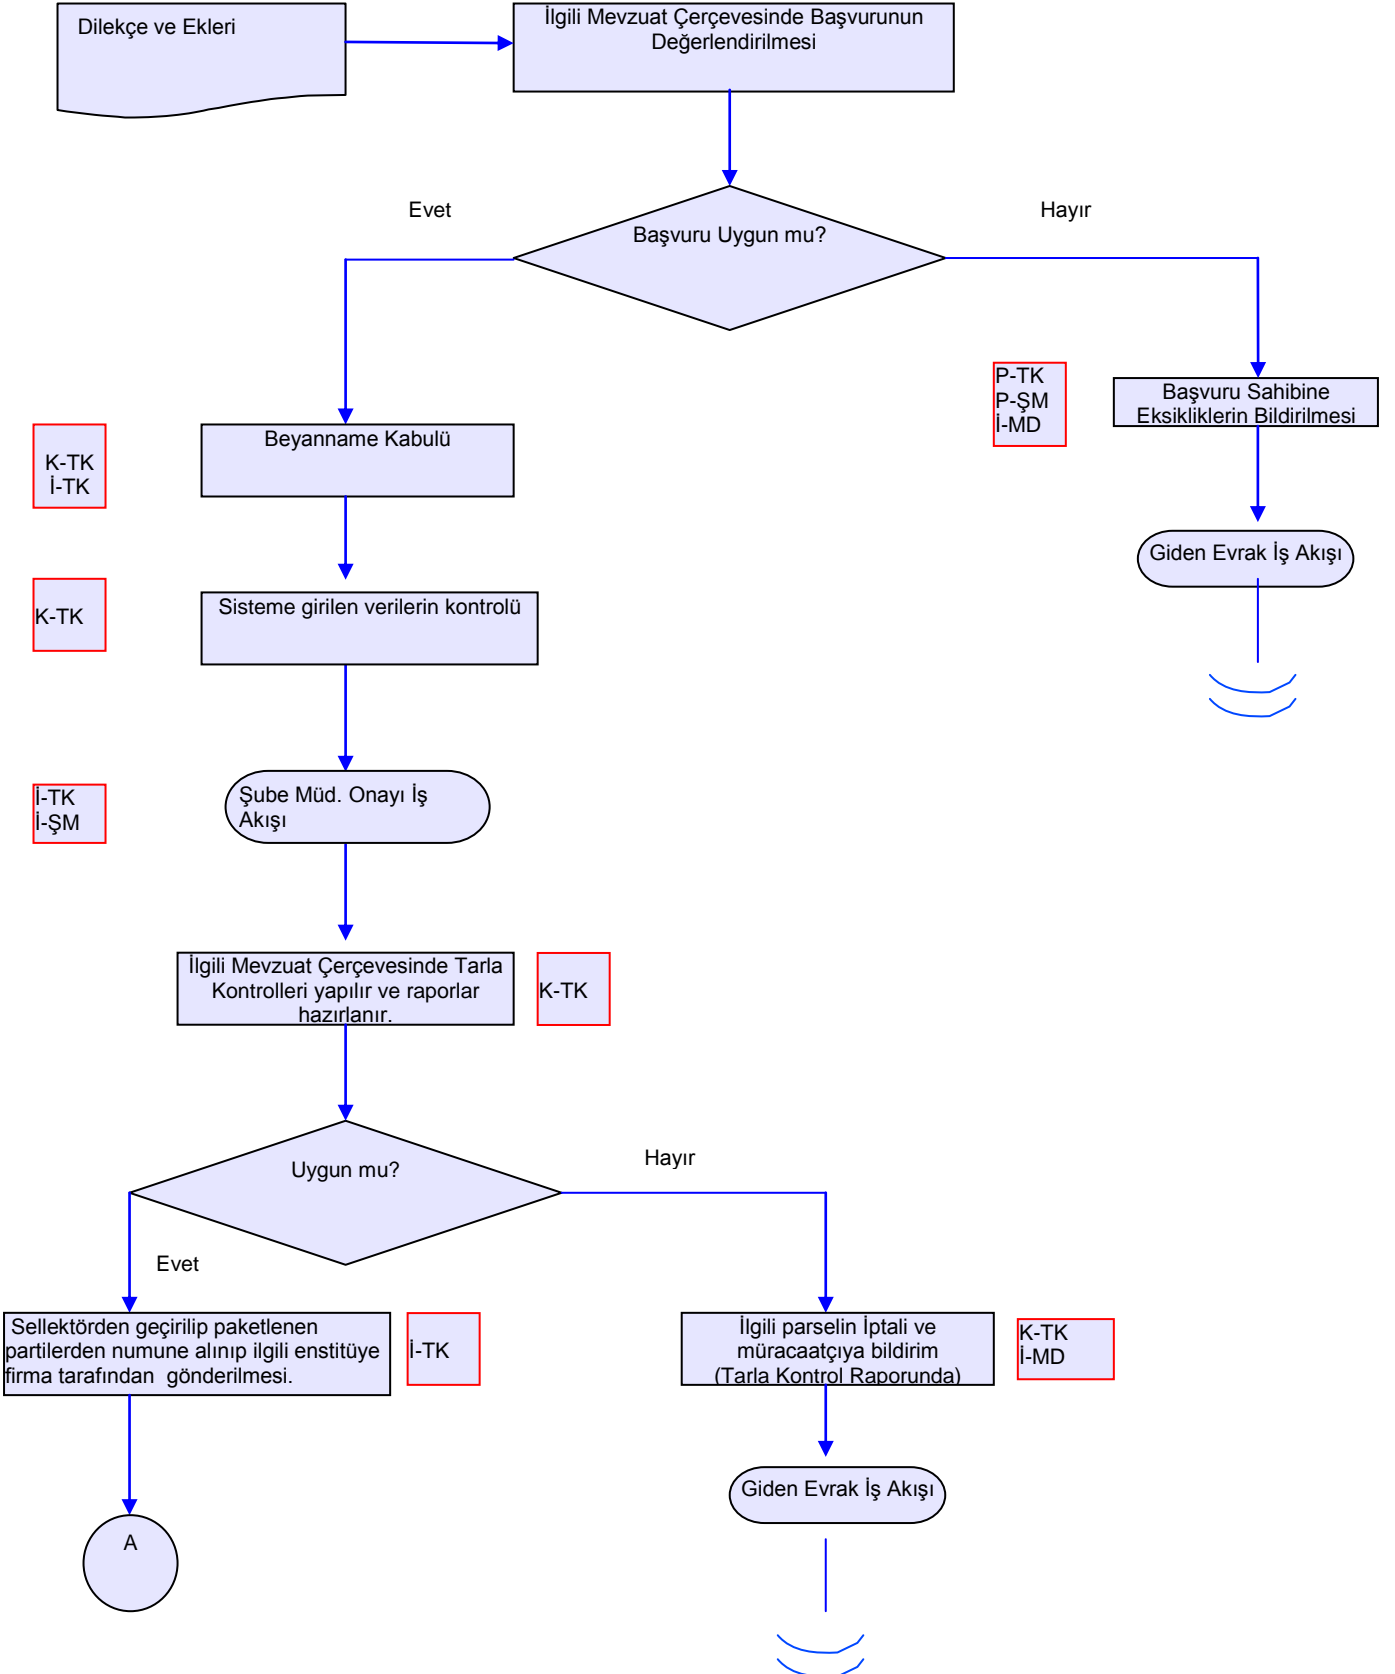 Dilekçe ve Ekleri
İlgili Mevzuat Çerçevesinde Başvurunun
Değerlendirilmesi
Evet
Hayır
Başvuru Uygun mu?
P-TK
P-ŞM
İ-MD
Başvuru Sahibine
Eksikliklerin Bildirilmesi
K-TK
İ-TK
Beyanname Kabulü
Giden Evrak İş Akışı
K-TK
Sisteme girilen verilerin kontrolü
İ-TK
İ-ŞM
Şube Müd. Onayı İş
Akışı
İlgili Mevzuat Çerçevesinde Tarla
Kontrolleri yapılır ve raporlar
hazırlanır.
K-TK
Uygun mu?
Hayır
Evet
Sellektörden geçirilip paketlenen
partilerden numune alınıp ilgili enstitüye
firma tarafından  gönderilmesi.
İ-TK
İlgili parselin İptali ve
müracaatçıya bildirim
(Tarla Kontrol Raporunda)
K-TK
İ-MD
Giden Evrak İş Akışı
A